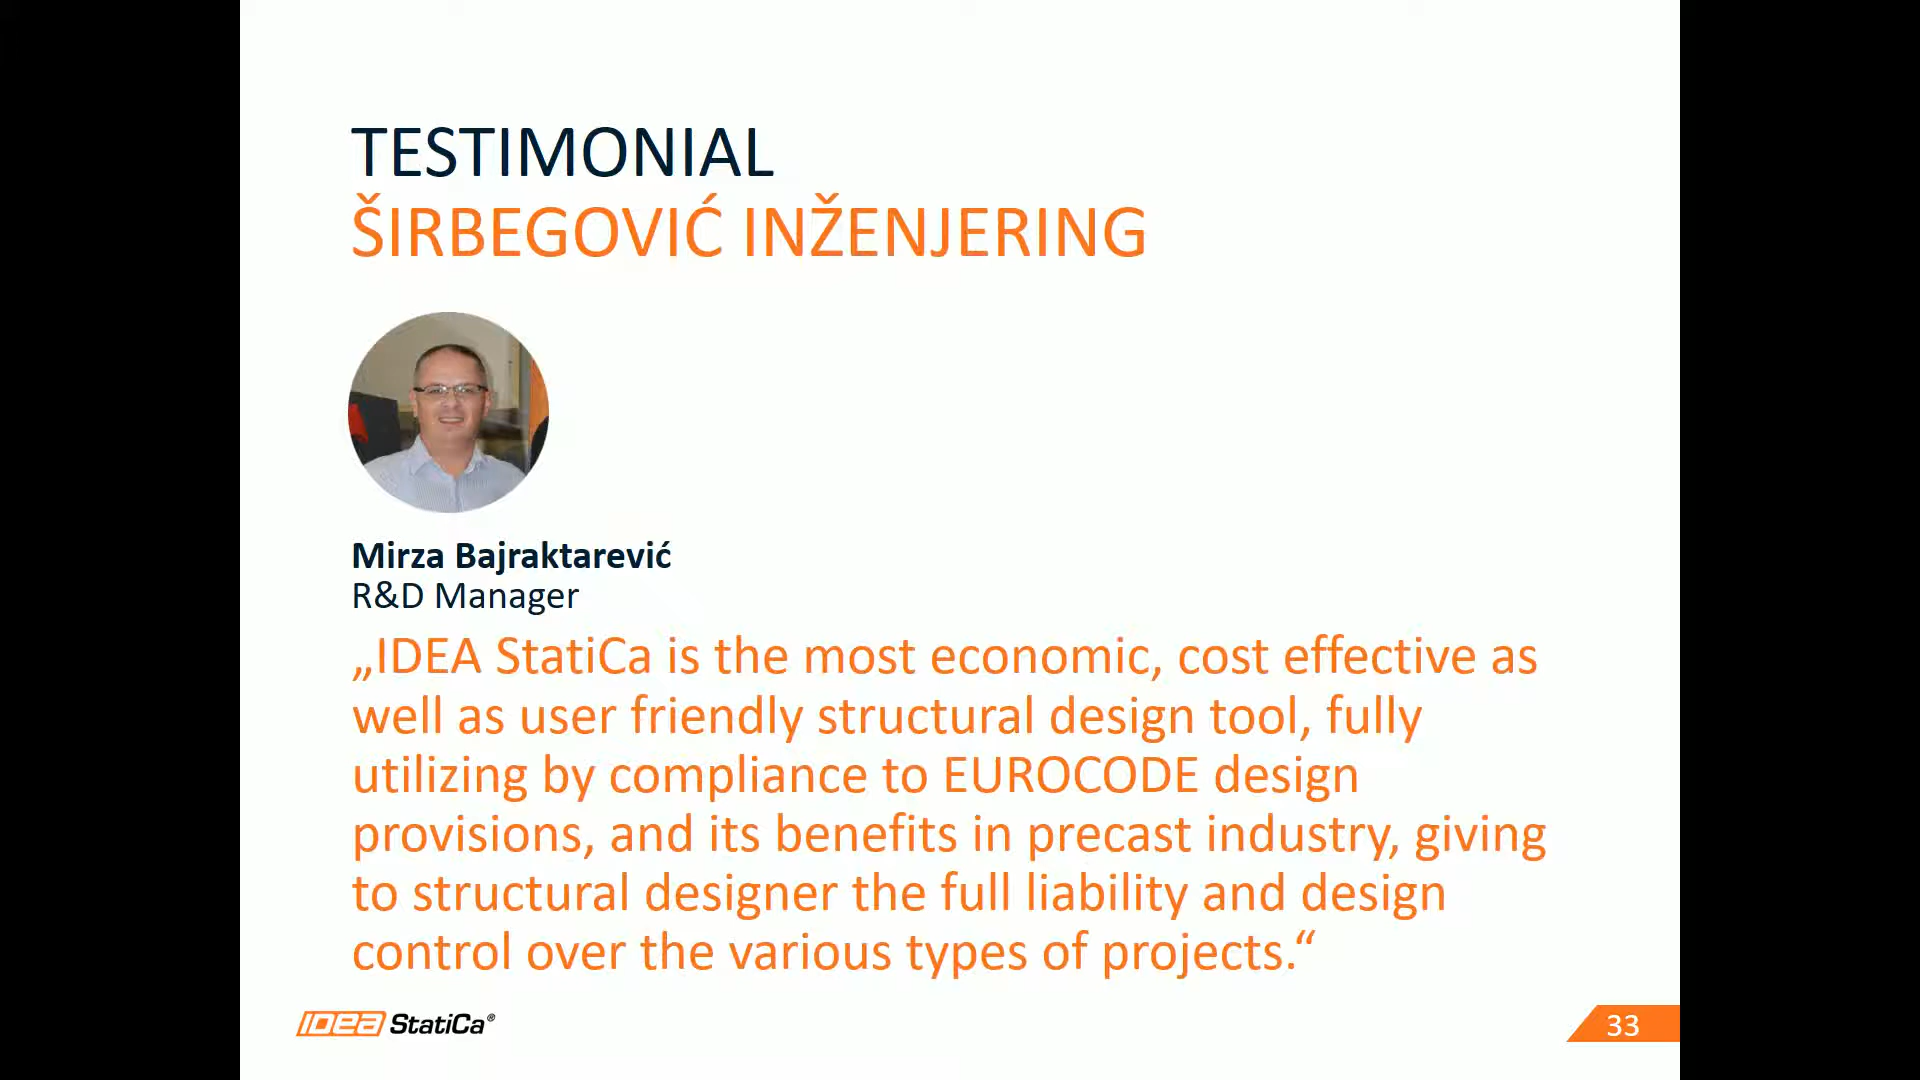 TESTIMONIAL
ŠIRBEGOVIĆ INŽENJERING
Mirza Bajraktarević
R&D Manager
„IDEA StatiCa is the most economic, cost effective as
well as user friendly structural design tool, fully
utilizing by compliance to EUROCODE design
provisions, and its benefits in precast industry, giving
to structural designer the full liability and design
control over the various types of projects.“
IDEA StatiCa®
33